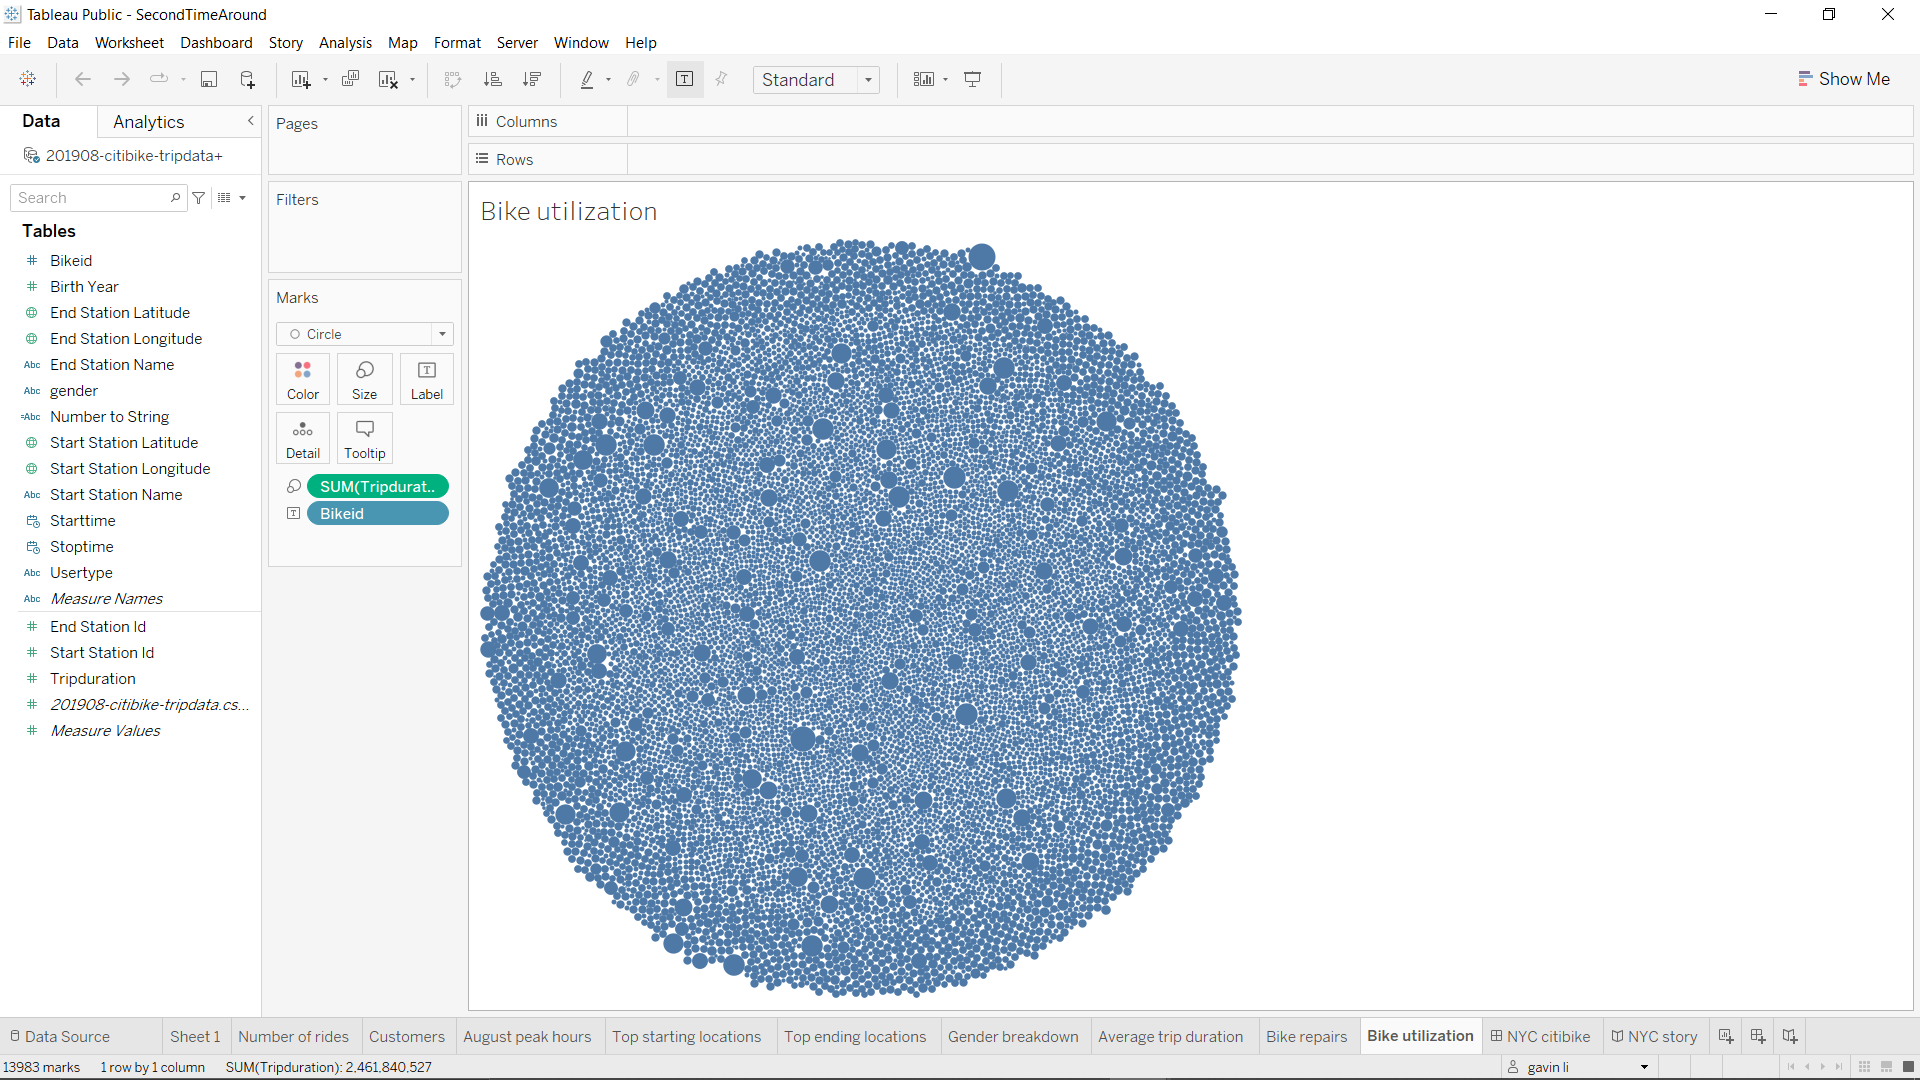 Tableau Public - SecondTimeAround
File Data Worksheet Dashboard Story Analysis Map Format Server Window Help
Standard
Show Me
Data Analytics
201908-citibike-tripdata+
Search
Tables
# Bikeid
# Birth Year
End Station Latitude
End Station Longitude
Abc End Station Name
Abc gender
=Abc Number to String
Start Station Latitude
Start Station Longitude
Abc Start Station Name
Starttime
Stoptime
Abc Usertype
Abc Measure Names
# End Station Id
# Start Station Id
# Tripduration
# 201908-citibike-tripdata.cs...
# Measure Values
Pages
Filters
Marks
Circle
Color Size T Label
Detail Tooltip
SUM(Tripdurat..
T Bikeid
Columns
Rows
Bike utilization
Data Source Sheet 1 Number of rides Customers August peak hours Top starting locations Top ending locations Gender breakdown Average trip duration Bike repairs Bike utilization NYC citibike NYC story
13983 marks 1 row by 1 column SUM(Tripduration): 2,461,840,527 gavin li